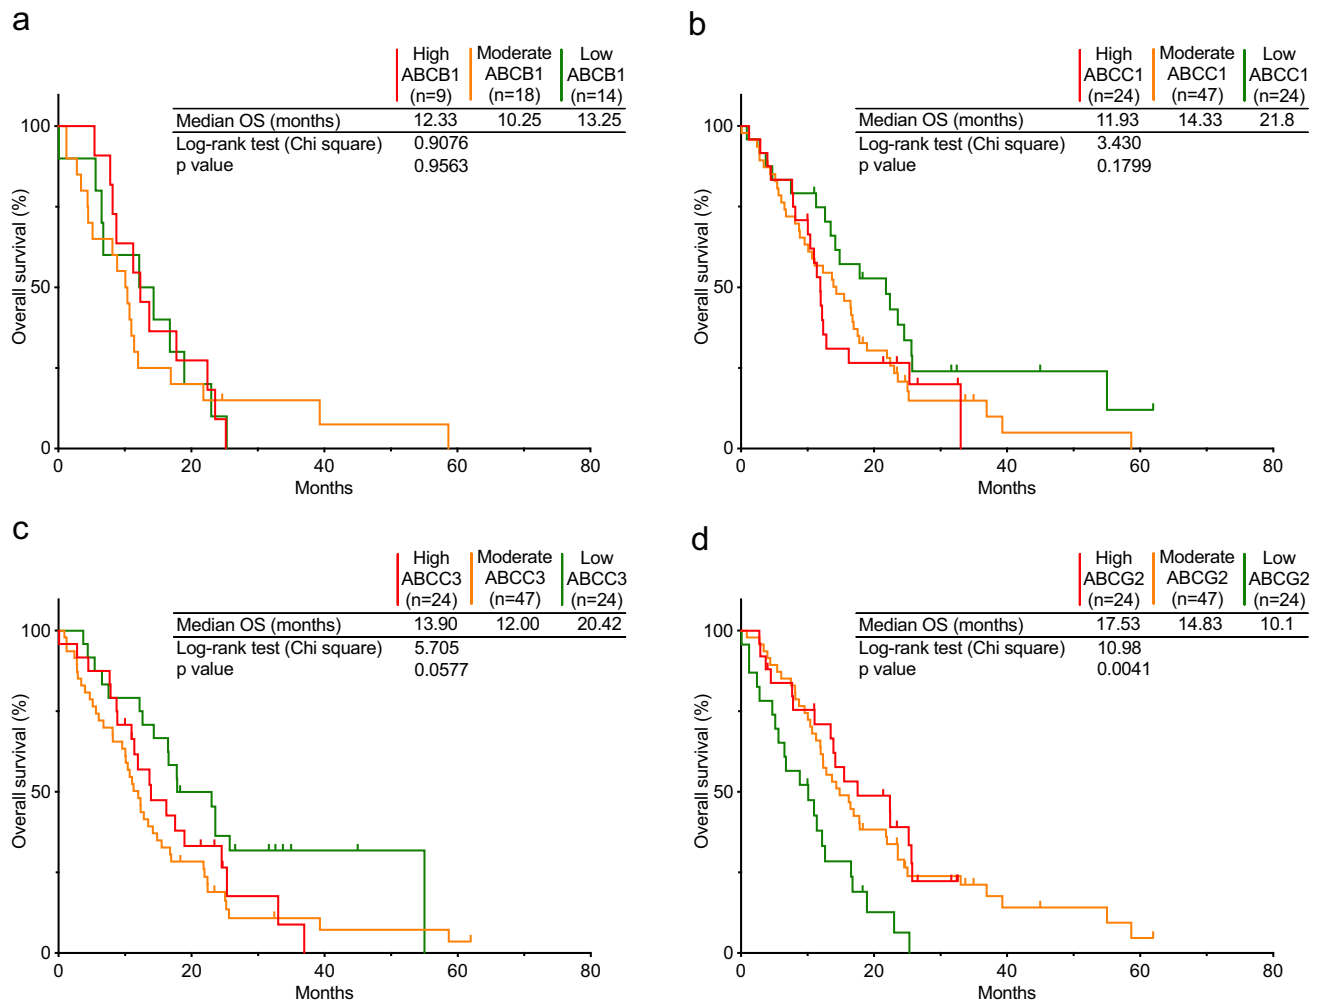 a
High Moderate Low
ABCB1 ABCB1 ABCB1
(n=9) (n=18) (n=14)
Median OS (months) 12.33 10.25 13.25
Log-rank test (Chi square) 0.9076
p value 0.9563
100
50
0
Overall survival (%)
0 20 40 60 80
Months
b
High Moderate Low
ABCC1 ABCC1 ABCC1
(n=24) (n=47) (n=24)
Median OS (months) 11.93 14.33 21.8
Log-rank test (Chi square) 3.430
p value 0.1799
100
50
0
Overall survival (%)
0 20 40 60 80
Months
c
High Moderate Low
ABCC3 ABCC3 ABCC3
(n=24) (n=47) (n=24)
Median OS (months) 13.90 12.00 20.42
Log-rank test (Chi square) 5.705
p value 0.0577
100
50
0
Overall survival (%)
0 20 40 60 80
Months
d
High Moderate Low
ABCG2 ABCG2 ABCG2
(n=24) (n=47) (n=24)
Median OS (months) 17.53 14.83 10.1
Log-rank test (Chi square) 10.98
p value 0.0041
100
50
0
Overall survival (%)
0 20 40 60 80
Months